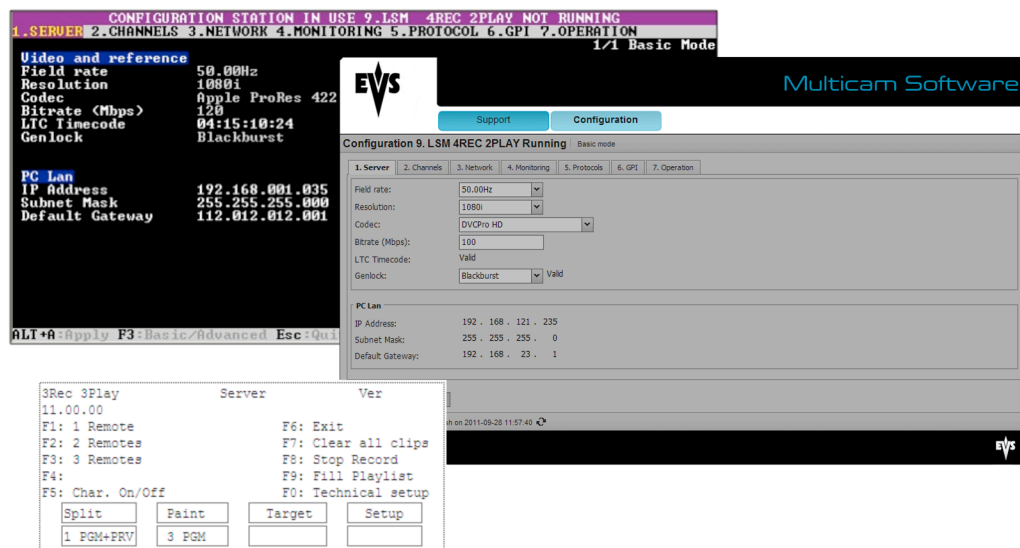 CONFIGURATION STATION IN USE 9.LSM 4REC 2PLAY NOT RUNNING
1.SERVER 2.CHANNELS 3.NETWORK 4.MONITORING 5.PROTOCOL 6.GPI 7.OPERATION
1/1 Basic Mode
Video and reference
Field rate 50.00Hz
Resolution 1080i
Codec Apple ProRes 422
Bitrate (Mbps) 120
LTC Timecode 04:15:10:24
Genlock Blackburst
PC Lan
IP Address 192.168.001.035
Subnet Mask 255.255.255.000
Default Gateway 112.012.012.001
ALT+A:Apply F3:Basic/Advanced Esc:Qui
EVS
Multicam Software
Support Configuration
Configuration 9. LSM 4REC 2PLAY Running Basic mode
1. Server 2. Channels 3. Network 4. Monitoring 5. Protocols 6. GPI 7. Operation
Field rate: 50.00Hz
Resolution: 1080i
Codec: DVCPro HD
Bitrate (Mbps): 100
LTC Timecode: Valid
Genlock: Blackburst Valid
PC Lan
IP Address: 192 . 168 . 121 . 235
Subnet Mask: 255 . 255 . 255 . 0
Default Gateway: 192 . 168 . 23 . 1
on 2011-09-28 11:57:40
EVS
3Rec 3Play Server Ver
11.00.00
F1: 1 Remote F6: Exit
F2: 2 Remotes F7: Clear all clips
F3: 3 Remotes F8: Stop Record
F4: F9: Fill Playlist
F5: Char. On/Off F0: Technical setup
Split Paint Target Setup
1 PGM+PRV 3 PGM